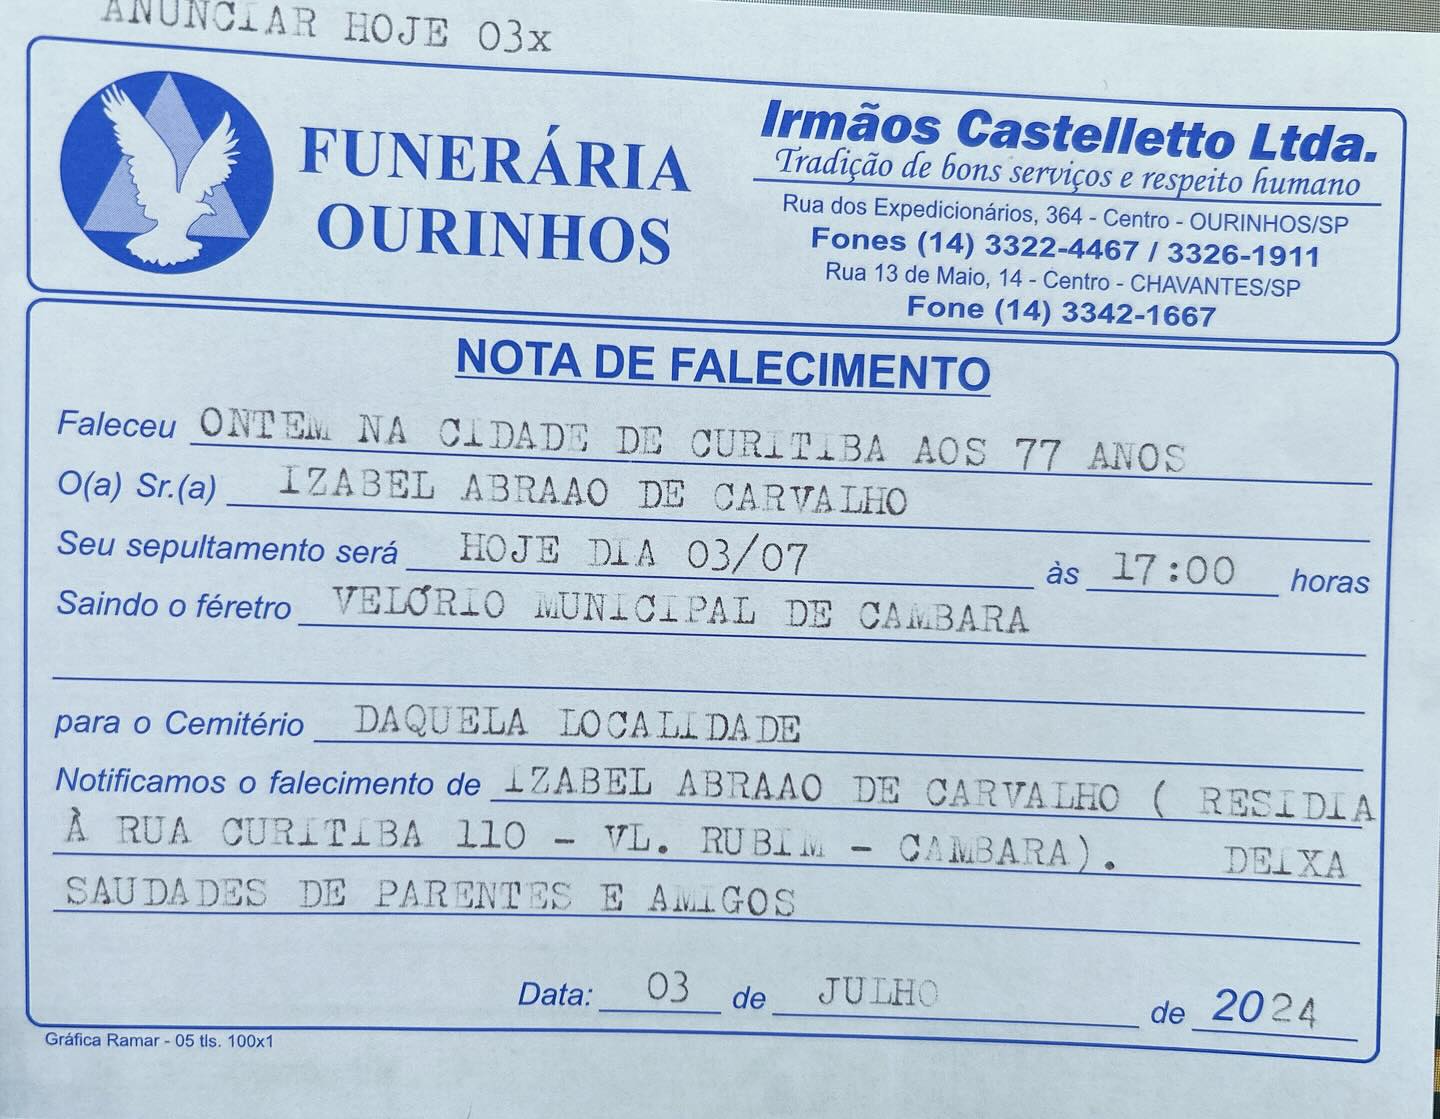 ANUNCIAR HOJE 03x
FUNERÁRIA
OURINHOS
Irmãos Castelletto Ltda.
Tradição de bons serviços e respeito humano
Rua dos Expedicionários, 364 - Centro - OURINHOS/SP
Fones (14) 3322-4467 / 3326-1911
Rua 13 de Maio, 14 - Centro - CHAVANTES/SP
Fone (14) 3342-1667
NOTA DE FALECIMENTO
Faleceu ONTEM NA CIDADE DE CURITIBA AOS 77 ANOS
O(a) Sr.(a) IZABEL ABRAAO DE CARVALHO
Seu sepultamento será HOJE DIA 03/07 às 17:00 horas
Saindo o féretro VELÓRIO MUNICIPAL DE CAMBARA
para o Cemitério DAQUELA LOCALIDADE
Notificamos o falecimento de IZABEL ABRAAO DE CARVALHO ( RESIDIA
À RUA CURITIBA 110 - VL. RUBIM - CAMBARA). DEIXA
SAUDADES DE PARENTES E AMIGOS
Data: 03 de JULHO de 2024
Gráfica Ramar - 05 tls. 100x1